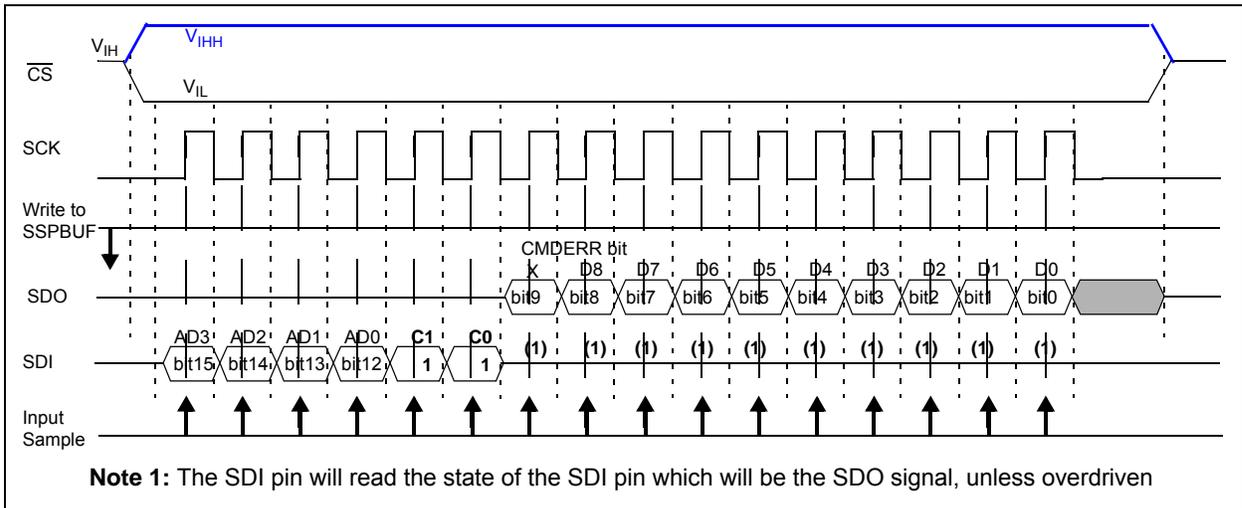 VIH
VIHH
CS
VIL
SCK
Write to
SSPBUF
CMDERR bit
X D8 D7 D6 D5 D4 D3 D2 D1 D0
SDO bit9 bit8 bit7 bit6 bit5 bit4 bit3 bit2 bit1 bit0
AD3 AD2 AD1 AD0 C1 C0 (1) (1) (1) (1) (1) (1) (1) (1) (1) (1)
SDI bit15 bit14 bit13 bit12 1 1
Input
Sample
Note 1: The SDI pin will read the state of the SDI pin which will be the SDO signal, unless overdriven